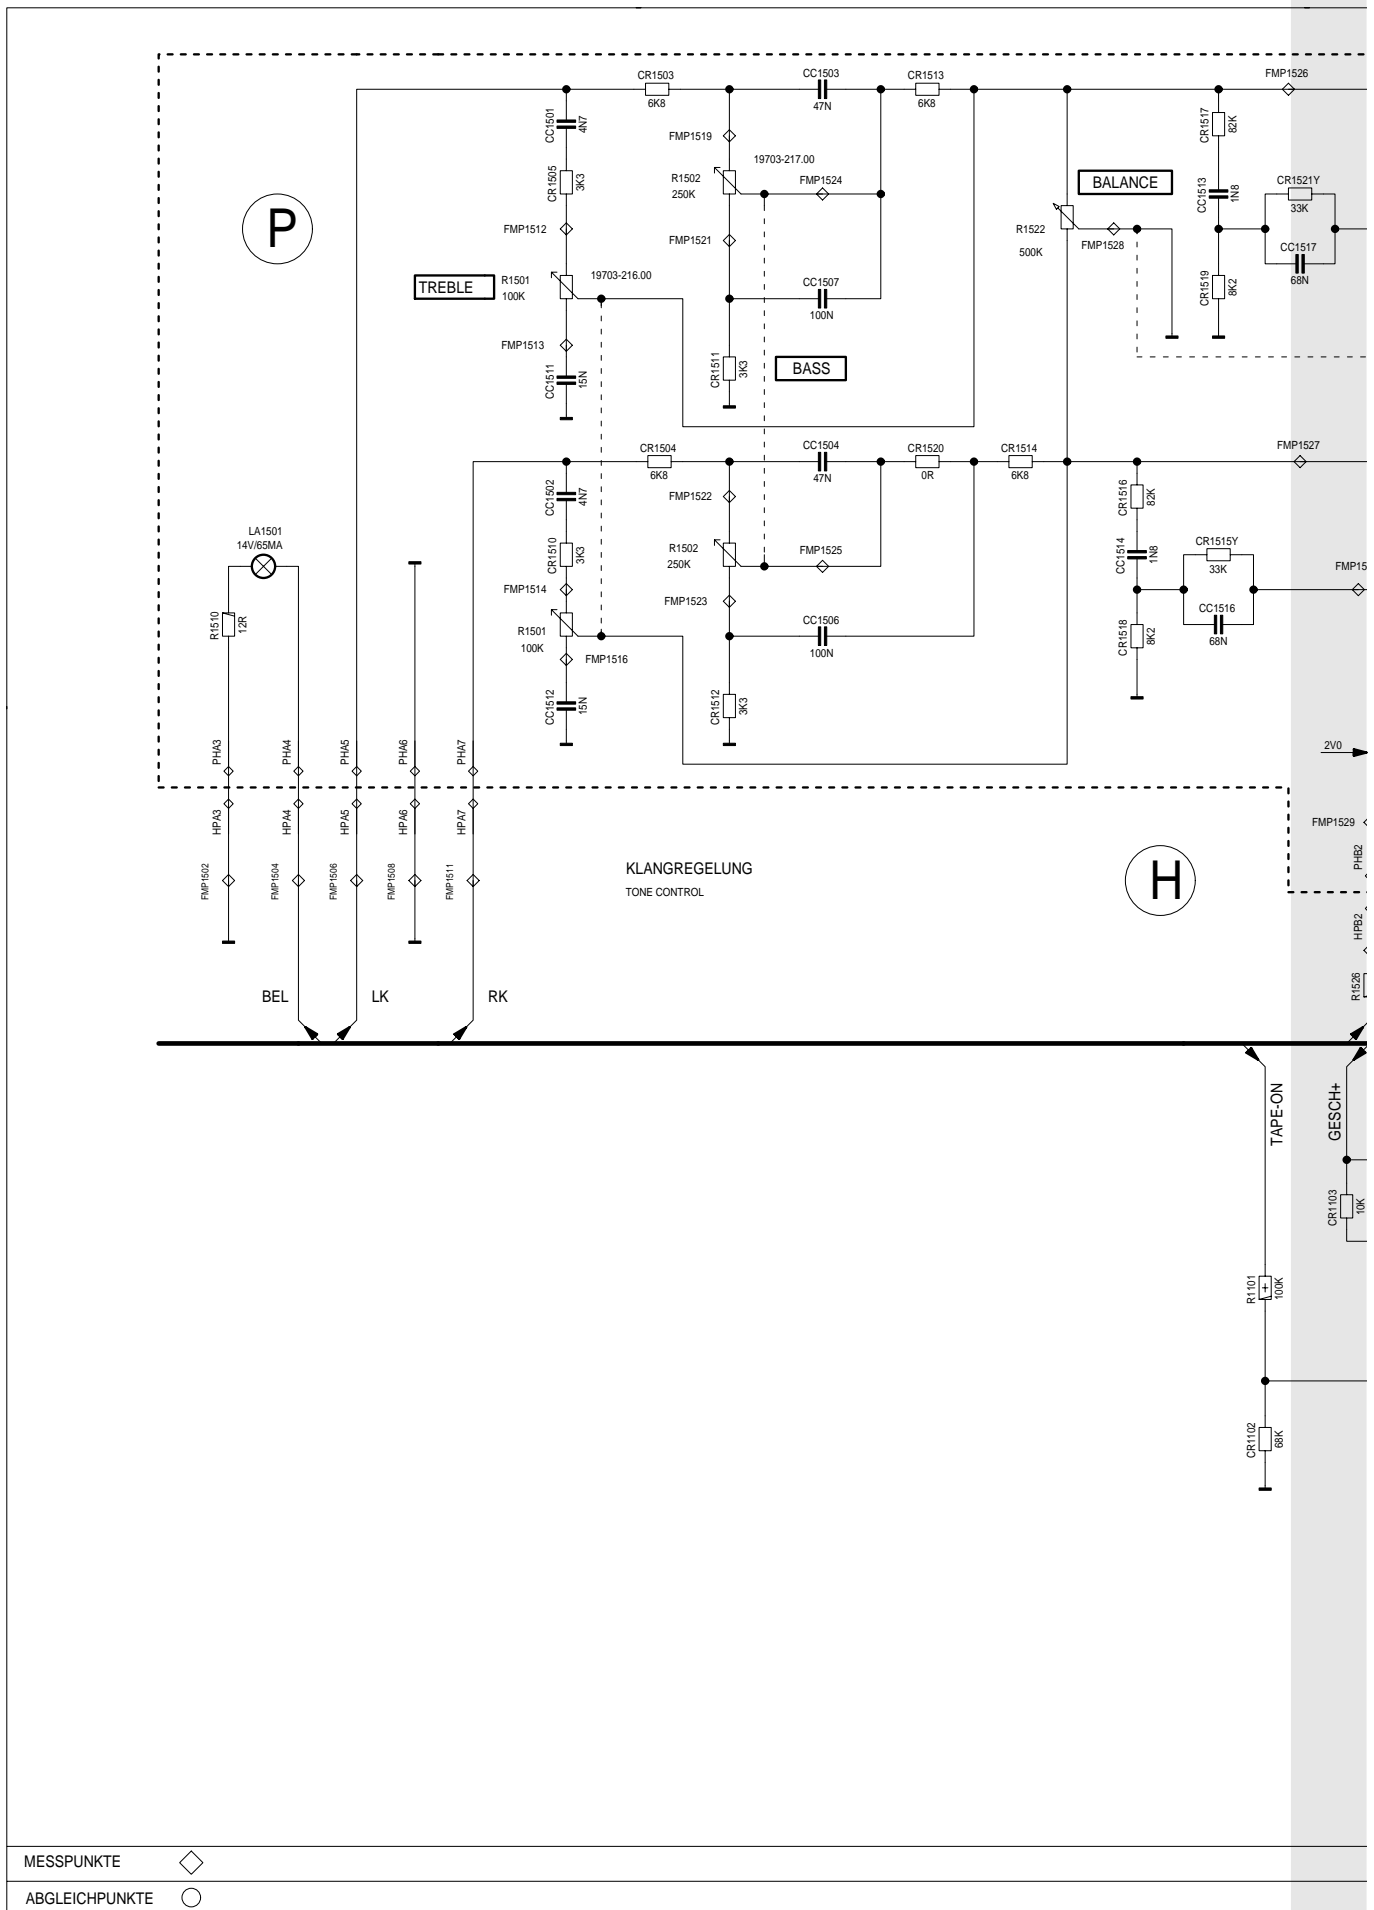 CR1503
6K8
CC1503
47N
CR1513
6K8
FMP1526
CC1501
4N7
FMP1519
CR1517
82K
19703-217.00
CR1505
3K3
R1502
250K
FMP1524
BALANCE
CC1513
1N8
CR1521Y
33K
P
FMP1512
FMP1521
R1522
500K
FMP1528
CC1517
68N
TREBLE
R1501
100K
19703-216.00
CC1507
100N
CR1519
8K2
FMP1513
CC1511
15N
CR1511
3K3
BASS
CR1504
6K8
CC1504
47N
CR1520
0R
CR1514
6K8
FMP1527
CC1502
4N7
FMP1522
CR1516
82K
LA1501
14V/65MA
CR1510
3K3
R1502
250K
FMP1525
CC1514
1N8
CR1515Y
33K
FMP15
FMP1514
FMP1523
R1510
12R
R1501
100K
FMP1516
CC1506
100N
CR1518
8K2
CC1516
68N
CC1512
15N
CR1512
3K3
PHA3
PHA4
PHA5
PHA6
PHA7
2V0
HPA3
HPA4
HPA5
HPA6
HPA7
FMP1529
PHB2
FMP1502
FMP1504
FMP1506
FMP1508
FMP1511
KLANGREGELUNG
TONE CONTROL
H
HPB2
R1526
BEL
LK
RK
TAPE-ON
GESCH+
CR1103
10K
R1101
100K
+
CR1102
68K
MESSPUNKTE
ABGLEICHPUNKTE